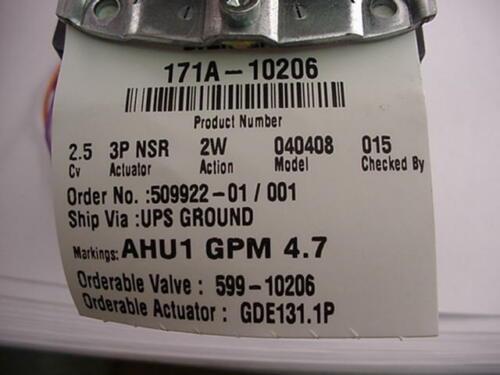 171A-10206
Product Number
2.5 3P NSR 2W 040408 015
Cv Actuator Action Model Checked By
Order No. :509922-01 / 001
Ship Via :UPS GROUND
Markings: AHU1 GPM 4.7
Orderable Valve : 599-10206
Orderable Actuator : GDE131.1P